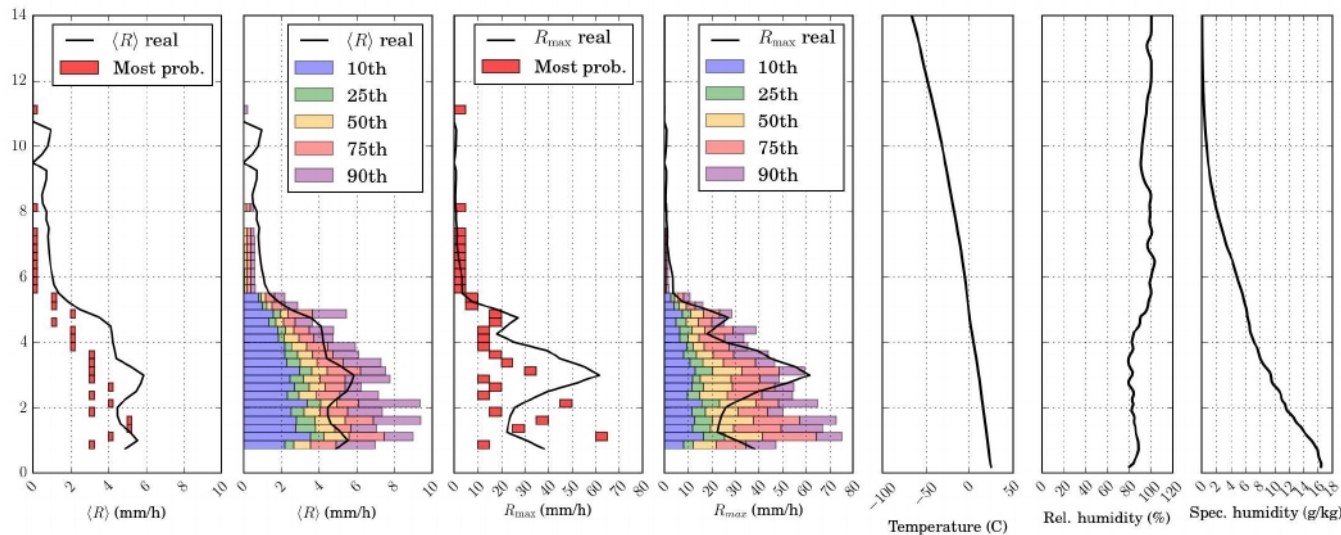 14
12
10
8
6
4
2
0
⟨R⟩ real
Most prob.
0 2 4 6 8 10
⟨R⟩ (mm/h)
⟨R⟩ real
10th
25th
50th
75th
90th
0 2 4 6 8 10
⟨R⟩ (mm/h)
Rmax real
Most prob.
0 10 20 30 40 50 60 70 80
Rmax (mm/h)
Rmax real
10th
25th
50th
75th
90th
0 10 20 30 40 50 60 70 80
Rmax (mm/h)
−100 −50 0 50
Temperature (C)
0 20 40 60 80 100 120
Rel. humidity (%)
0 2 4 6 8 10 12 14 16 18
Spec. humidity (g/kg)